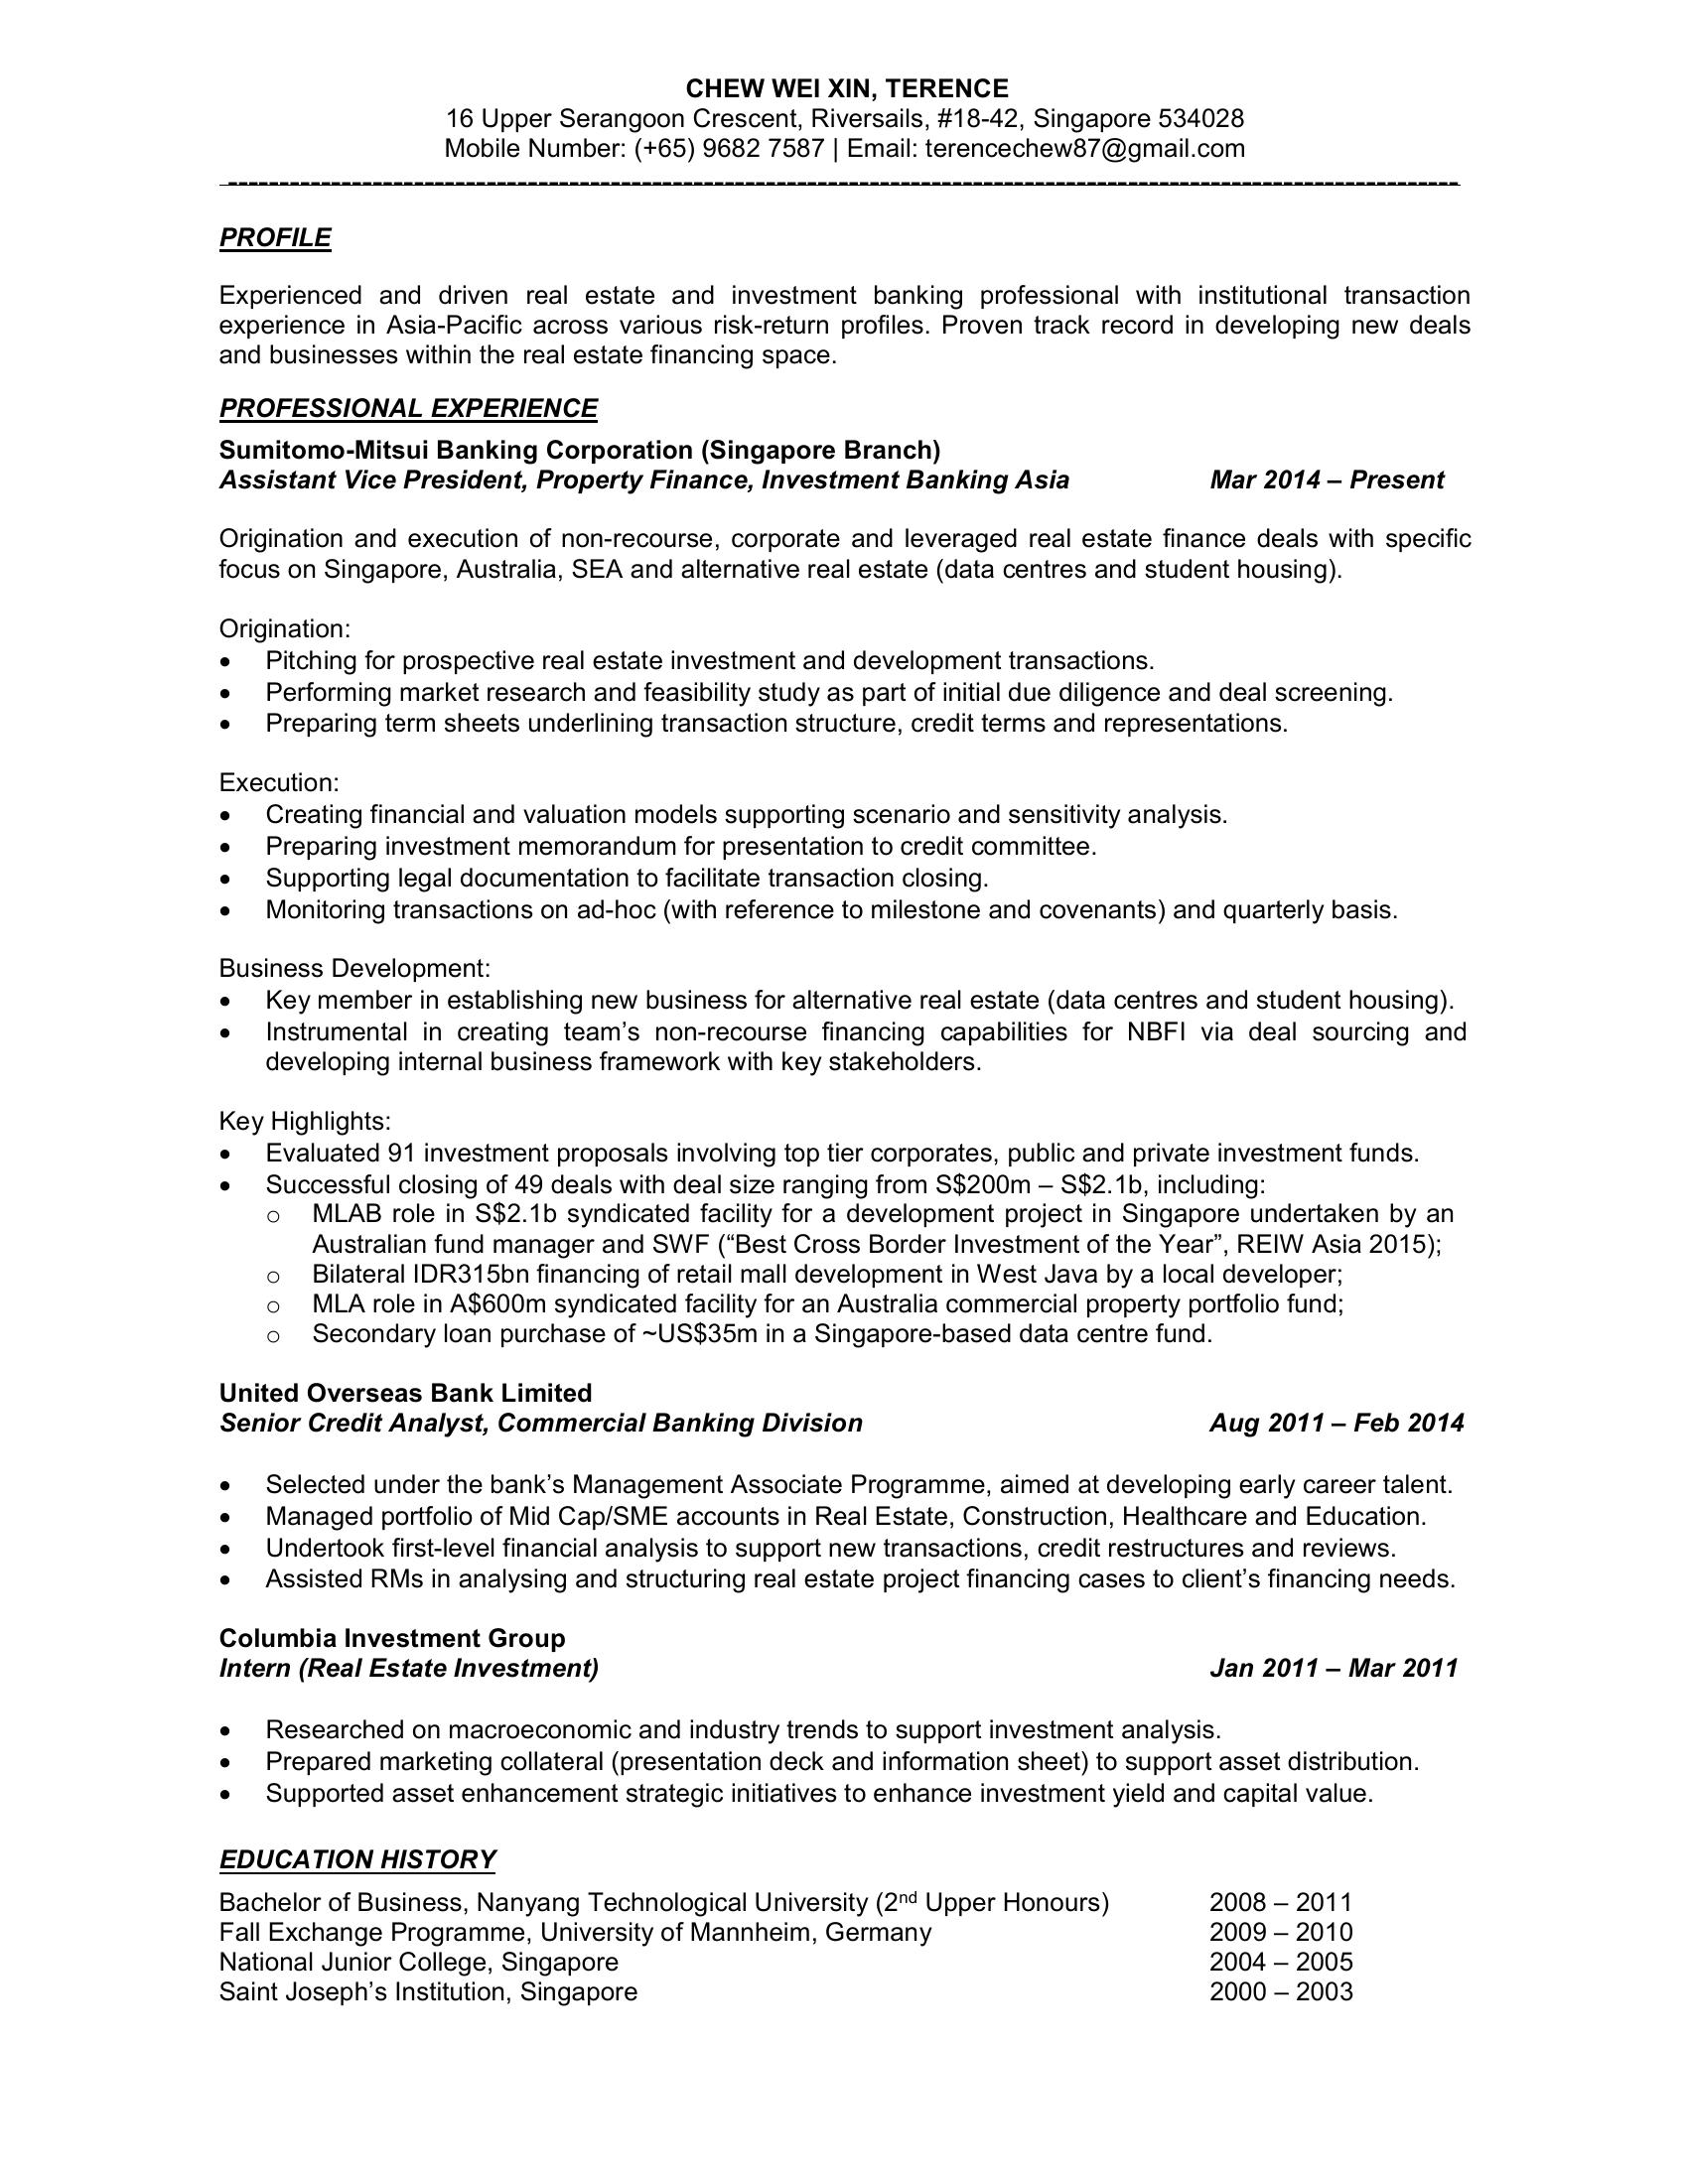 CHEW WEI XIN, TERENCE
16 Upper Serangoon Crescent, Riversails, #18-42, Singapore 534028
Mobile Number: (+65) 9682 7587 | Email: terencechew87@gmail.com
PROFILE
Experienced and driven real estate and investment banking professional with institutional transaction
experience in Asia-Pacific across various risk-return profiles. Proven track record in developing new deals
and businesses within the real estate financing space.
PROFESSIONAL EXPERIENCE
Sumitomo-Mitsui Banking Corporation (Singapore Branch)
Assistant Vice President, Property Finance, Investment Banking Asia Mar 2014 – Present
Origination and execution of non-recourse, corporate and leveraged real estate finance deals with specific
focus on Singapore, Australia, SEA and alternative real estate (data centres and student housing).
Origination:
• Pitching for prospective real estate investment and development transactions.
• Performing market research and feasibility study as part of initial due diligence and deal screening.
• Preparing term sheets underlining transaction structure, credit terms and representations.
Execution:
• Creating financial and valuation models supporting scenario and sensitivity analysis.
• Preparing investment memorandum for presentation to credit committee.
• Supporting legal documentation to facilitate transaction closing.
• Monitoring transactions on ad-hoc (with reference to milestone and covenants) and quarterly basis.
Business Development:
• Key member in establishing new business for alternative real estate (data centres and student housing).
• Instrumental in creating team’s non-recourse financing capabilities for NBFI via deal sourcing and
developing internal business framework with key stakeholders.
Key Highlights:
• Evaluated 91 investment proposals involving top tier corporates, public and private investment funds.
• Successful closing of 49 deals with deal size ranging from S$200m – S$2.1b, including:
o MLAB role in S$2.1b syndicated facility for a development project in Singapore undertaken by an
Australian fund manager and SWF (“Best Cross Border Investment of the Year”, REIW Asia 2015);
o Bilateral IDR315bn financing of retail mall development in West Java by a local developer;
o MLA role in A$600m syndicated facility for an Australia commercial property portfolio fund;
o Secondary loan purchase of ~US$35m in a Singapore-based data centre fund.
United Overseas Bank Limited
Senior Credit Analyst, Commercial Banking Division Aug 2011 – Feb 2014
• Selected under the bank’s Management Associate Programme, aimed at developing early career talent.
• Managed portfolio of Mid Cap/SME accounts in Real Estate, Construction, Healthcare and Education.
• Undertook first-level financial analysis to support new transactions, credit restructures and reviews.
• Assisted RMs in analysing and structuring real estate project financing cases to client’s financing needs.
Columbia Investment Group
Intern (Real Estate Investment) Jan 2011 – Mar 2011
• Researched on macroeconomic and industry trends to support investment analysis.
• Prepared marketing collateral (presentation deck and information sheet) to support asset distribution.
• Supported asset enhancement strategic initiatives to enhance investment yield and capital value.
EDUCATION HISTORY
Bachelor of Business, Nanyang Technological University (2nd Upper Honours) 2008 – 2011
Fall Exchange Programme, University of Mannheim, Germany 2009 – 2010
National Junior College, Singapore 2004 – 2005
Saint Joseph’s Institution, Singapore 2000 – 2003